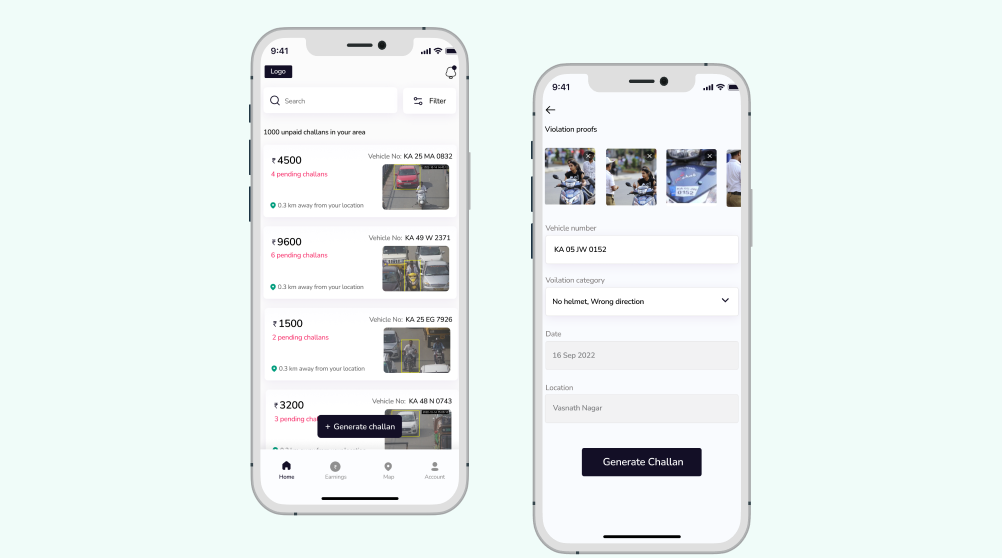 9:41
Logo
Search
Filter
1000 unpaid challans in your area
₹ 4500
Vehicle No: KA 25 MA 0832
4 pending challans
0.3 km away from your location
₹ 9600
Vehicle No: KA 49 W 2371
6 pending challans
0.3 km away from your location
₹ 1500
Vehicle No: KA 25 EG 7926
2 pending challans
0.3 km away from your location
₹ 3200
Vehicle No: KA 48 N 0743
3 pending cha
+ Generate challan
Home
Earnings
Map
Account
9:41
Violation proofs
Vehicle number
KA 05 JW 0152
Voilation category
No helmet, Wrong direction
Date
16 Sep 2022
Location
Vasnath Nagar
Generate Challan